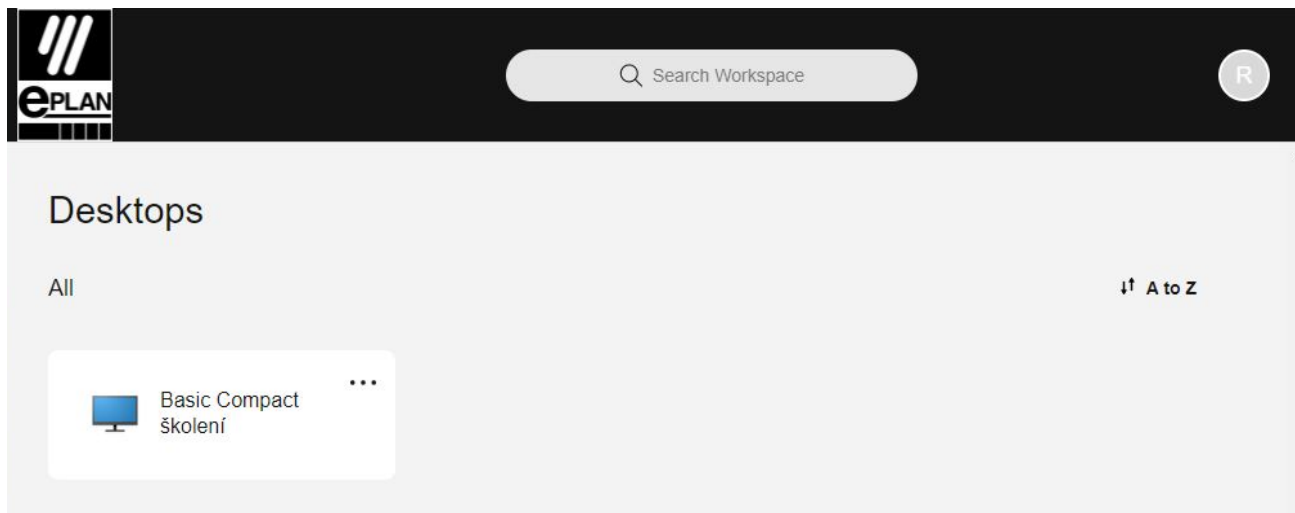 ePLAN
Search Workspace
R
Desktops
All
A to Z
Basic Compact
školení